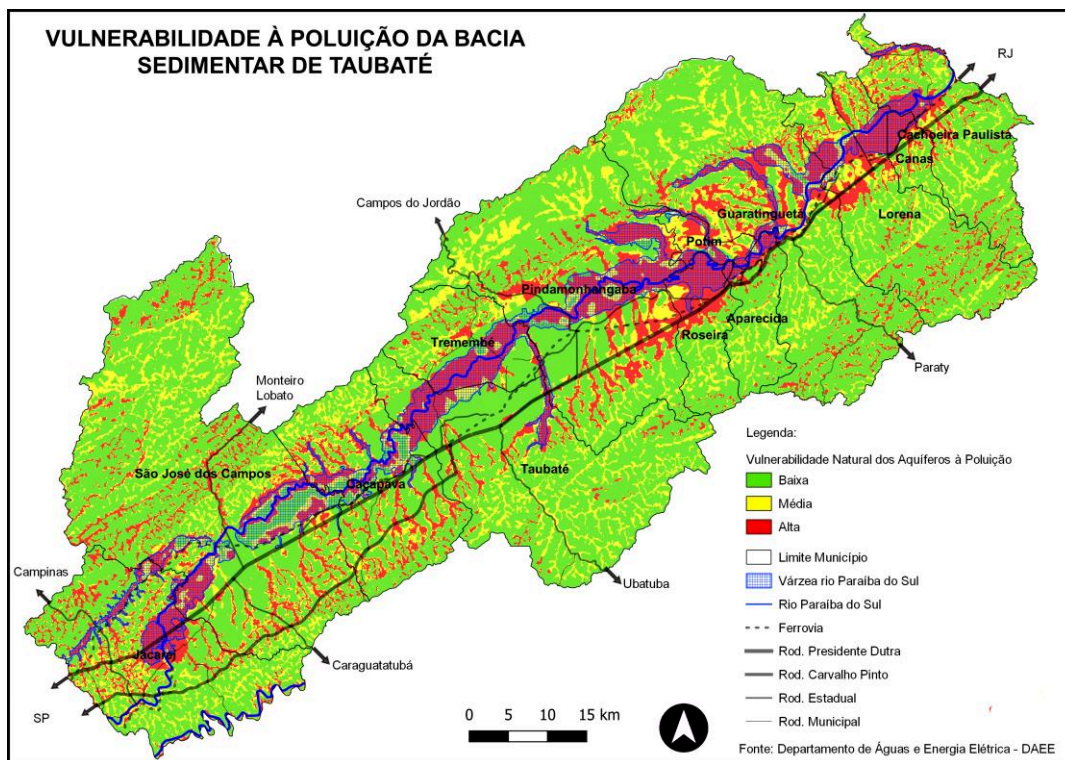 VULNERABILIDADE À POLUIÇÃO DA BACIA
SEDIMENTAR DE TAUBATÉ
RJ
Cachoeira Paulista
Canas
Campos do Jordão
Guaratinguetá
Lorena
Potim
Pindamonhangaba
Aparecida
Tremembé
Roseira
Paraty
Monteiro
Lobato
São José dos Campos
Caçapava
Taubaté
Ubatuba
Campinas
Jacareí
Caraguatatubá
SP
0 5 10 15 km
Legenda:
Vulnerabilidade Natural dos Aquíferos à Poluição
Baixa
Média
Alta
Limite Município
Várzea rio Paraíba do Sul
Rio Paraíba do Sul
Ferrovia
Rod. Presidente Dutra
Rod. Carvalho Pinto
Rod. Estadual
Rod. Municipal
Fonte: Departamento de Águas e Energia Elétrica - DAEE